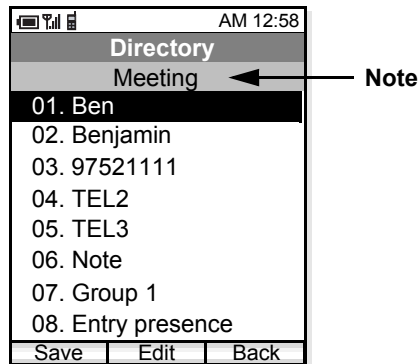 AM 12:58
Directory
Meeting Note
01. Ben
02. Benjamin
03. 97521111
04. TEL2
05. TEL3
06. Note
07. Group 1
08. Entry presence
Save Edit Back